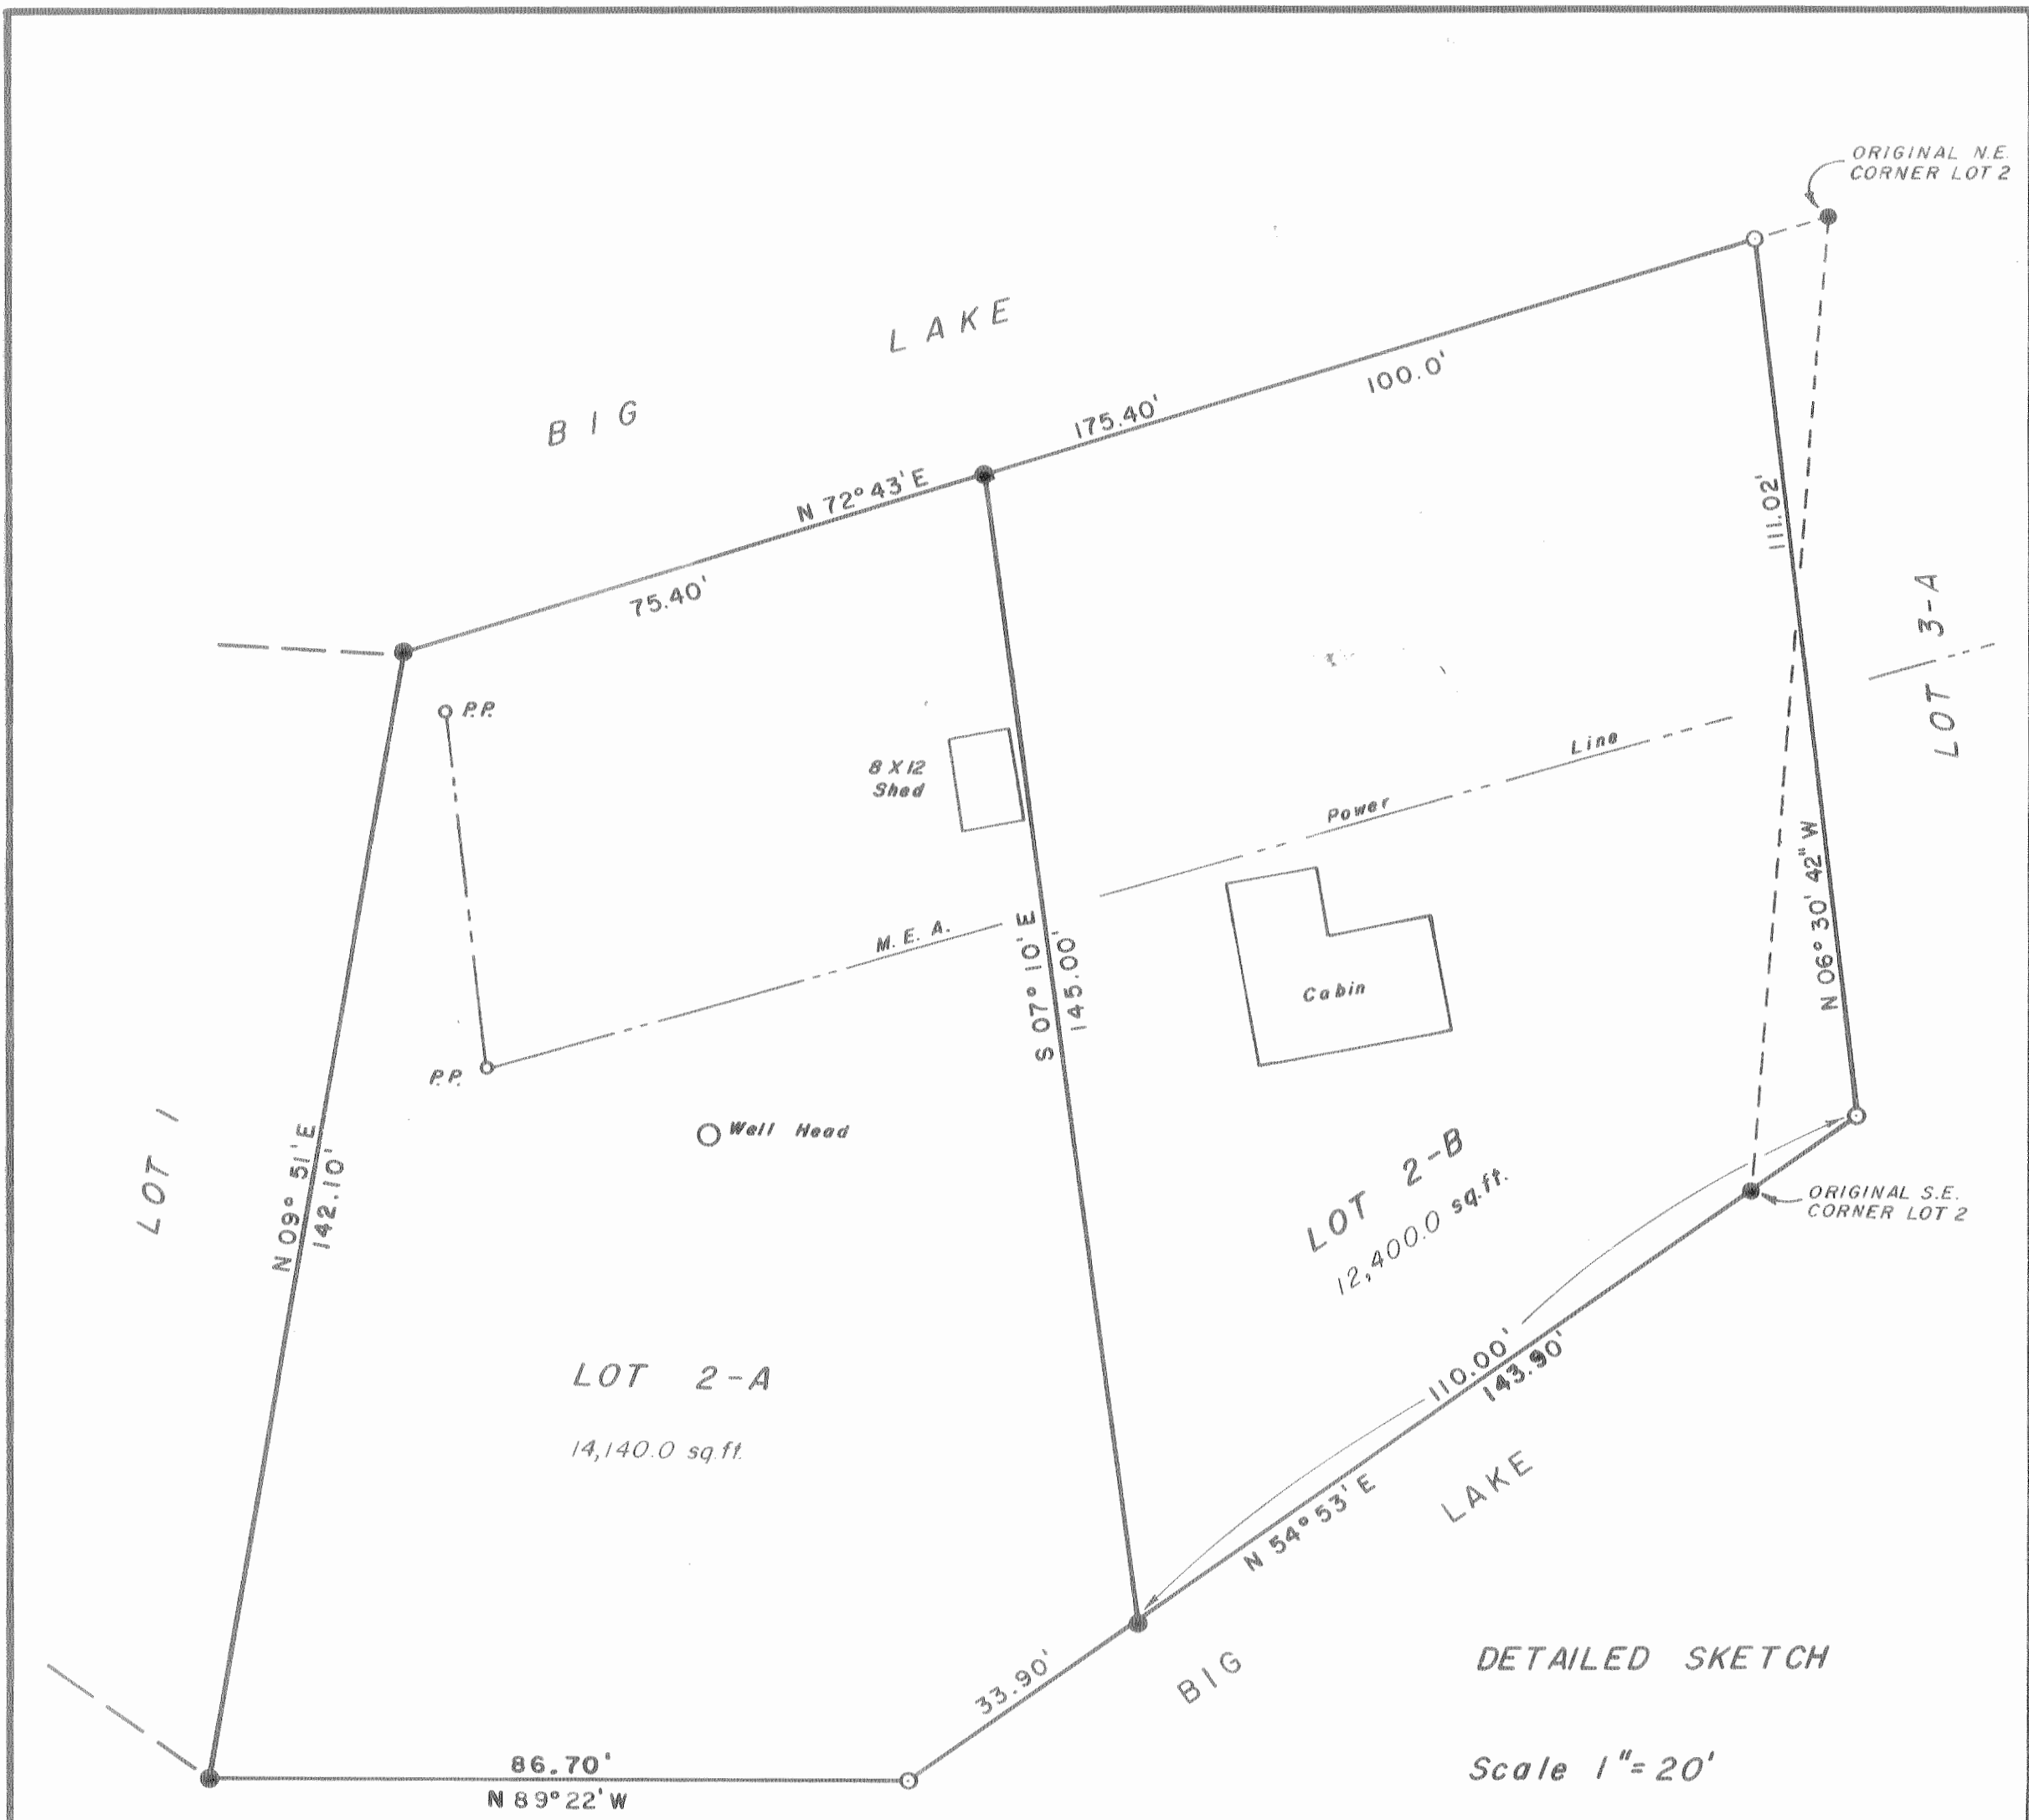 ORIGINAL N.E.
CORNER LOT 2
BIG LAKE
100.0'
175.40'
N 72° 43' E
75.40'
111.02'
LOT 3-A
P.P.
8 X 12
Shed
Line
Power
M. E. A.
S 07° 10' E
145.00'
N 06° 30' 42" W
Cabin
P.P.
Well Head
LOT 1
N 09° 51' E
142.10'
LOT 2-B
12,400.0 sq.ft.
ORIGINAL S.E.
CORNER LOT 2
LOT 2-A
14,140.0 sq.ft.
110.00'
143.90'
N 54° 53' E
BIG LAKE
33.90'
86.70'
N 89° 22' W
DETAILED SKETCH
Scale 1" = 20'